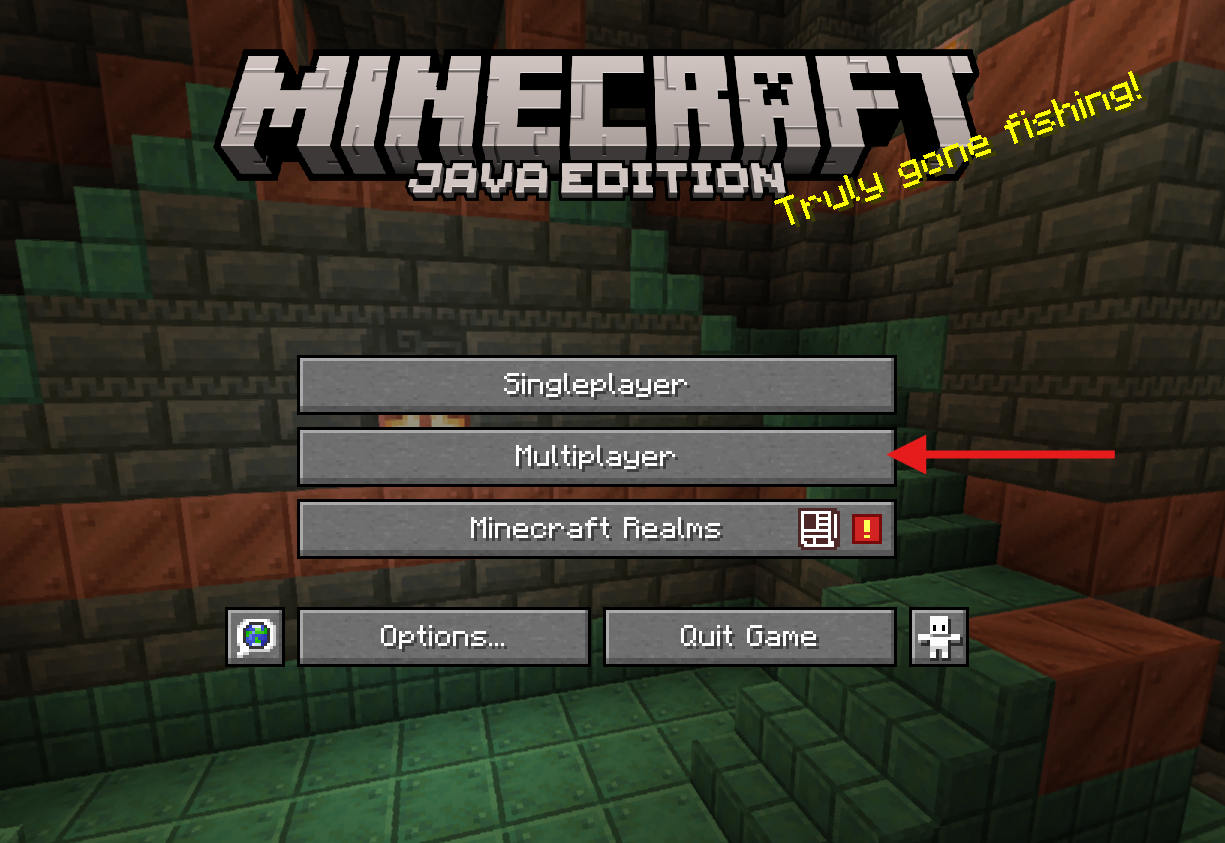 MINECRAFT
JAVA EDITION
Truly gone fishing!
Singleplayer
Multiplayer
Minecraft Realms
!
Options...
Quit Game